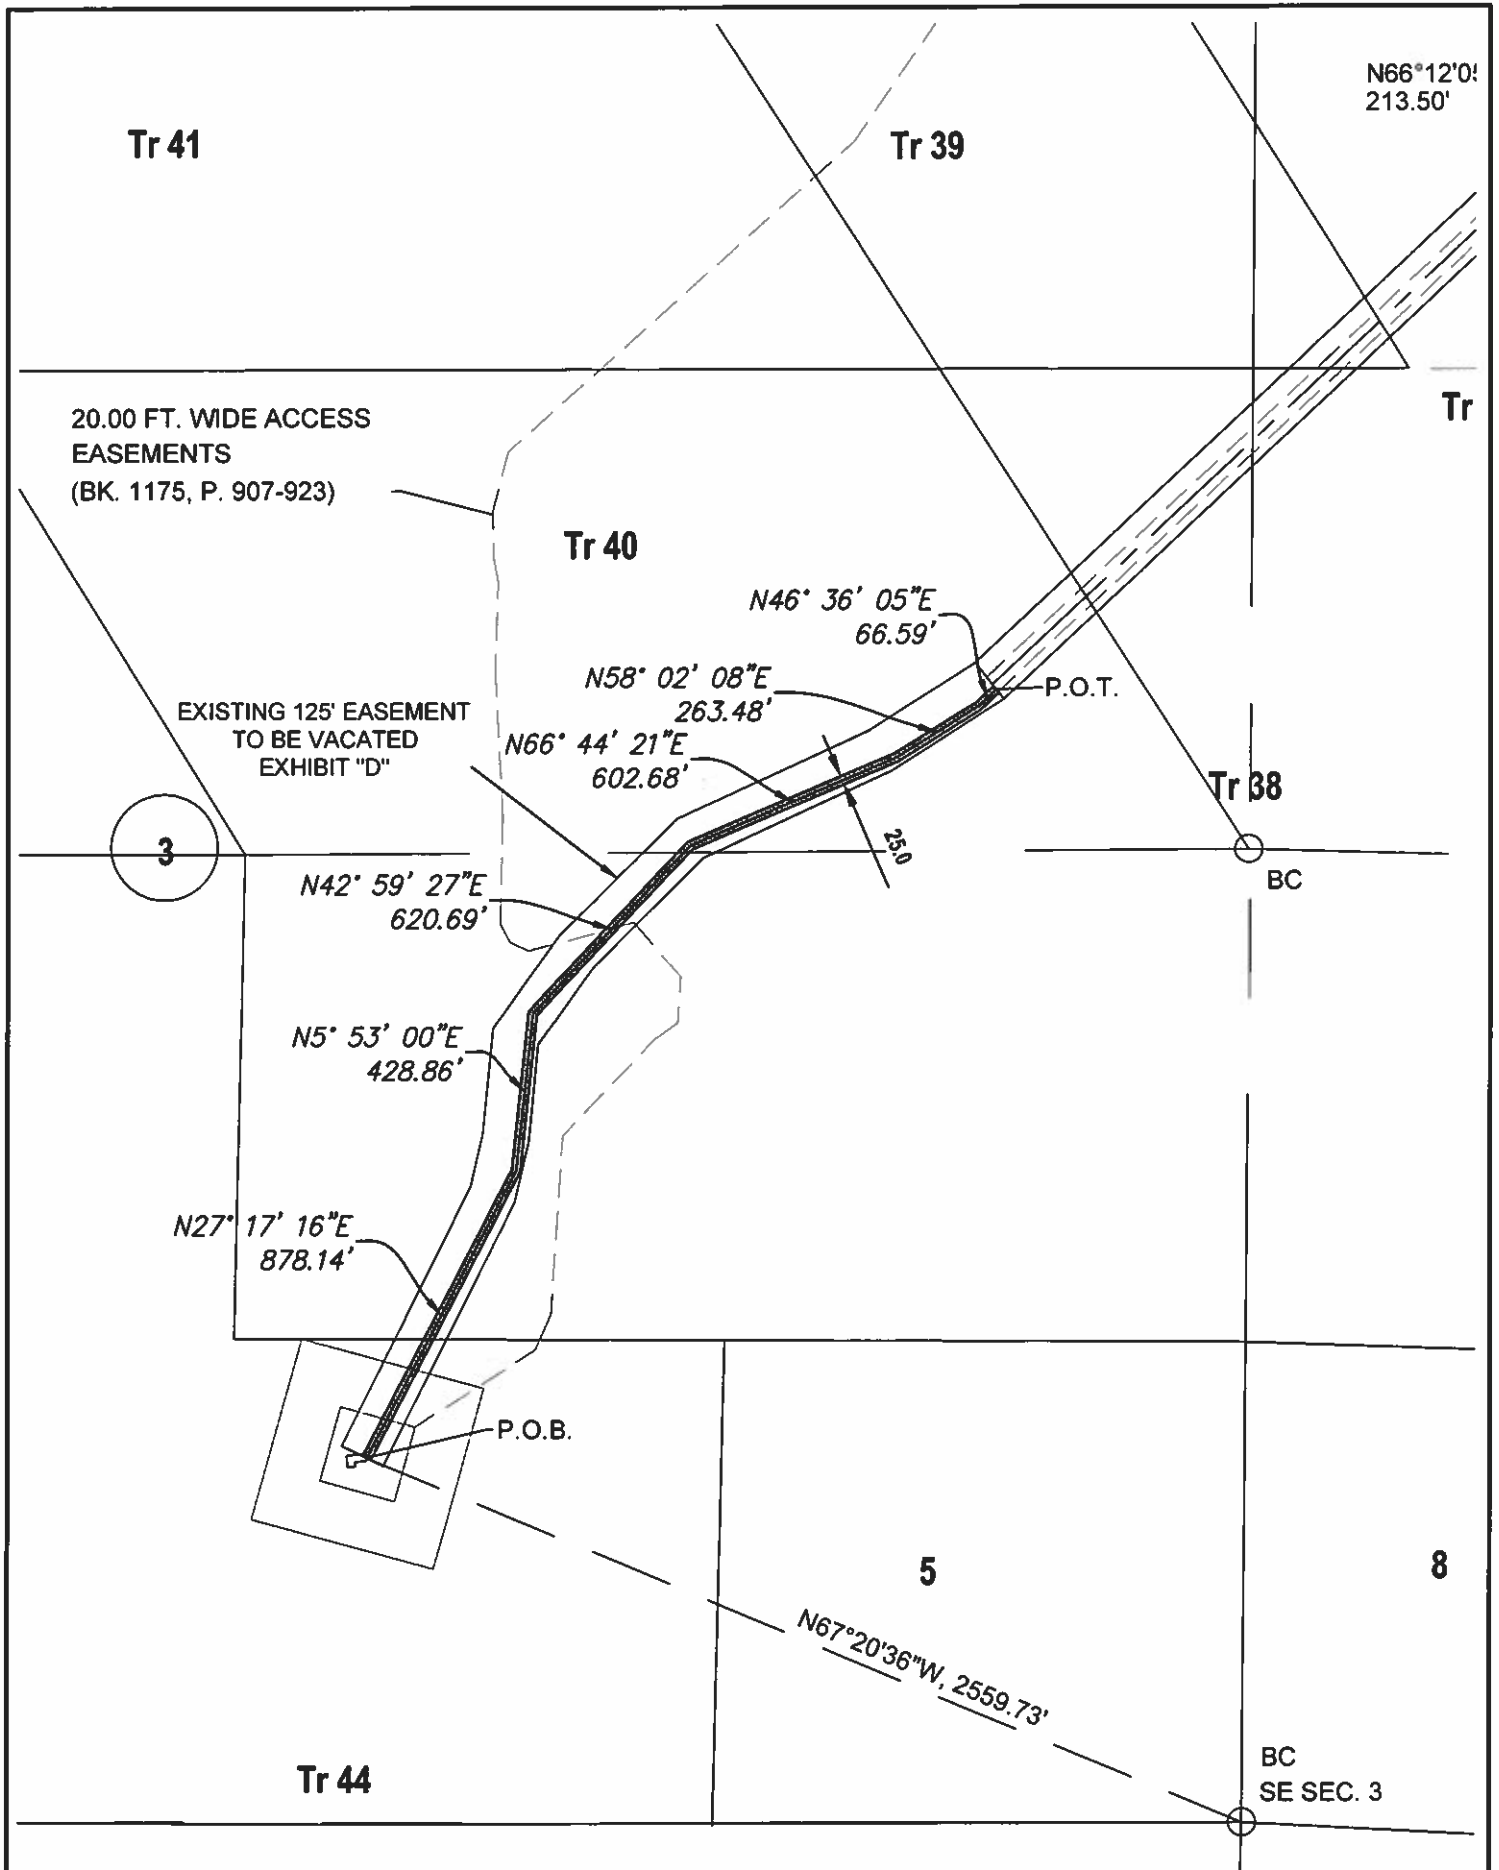 N66°12'0
213.50'
Tr 41
Tr 39
20.00 FT. WIDE ACCESS
EASEMENTS
(BK. 1175, P. 907-923)
Tr
Tr 40
N46° 36' 05"E
66.59'
N58° 02' 08"E
263.48'
P.O.T.
EXISTING 125' EASEMENT
TO BE VACATED
EXHIBIT "D"
N66° 44' 21"E
602.68'
Tr 38
3
25.0
BC
N42° 59' 27"E
620.69'
N5° 53' 00"E
428.86'
N27° 17' 16"E
878.14'
P.O.B.
5
8
N67°20'36"W, 2559.73'
Tr 44
BC
SE SEC. 3